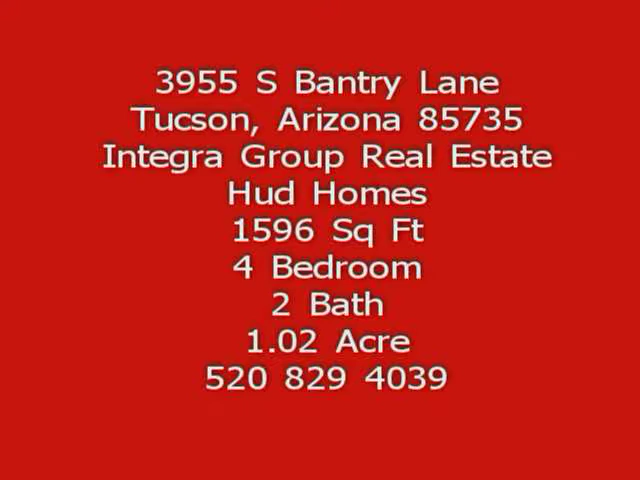 3955 S Bantry Lane
Tucson, Arizona 85735
Integra Group Real Estate
Hud Homes
1596 Sq Ft
4 Bedroom
2 Bath
1.02 Acre
520 829 4039